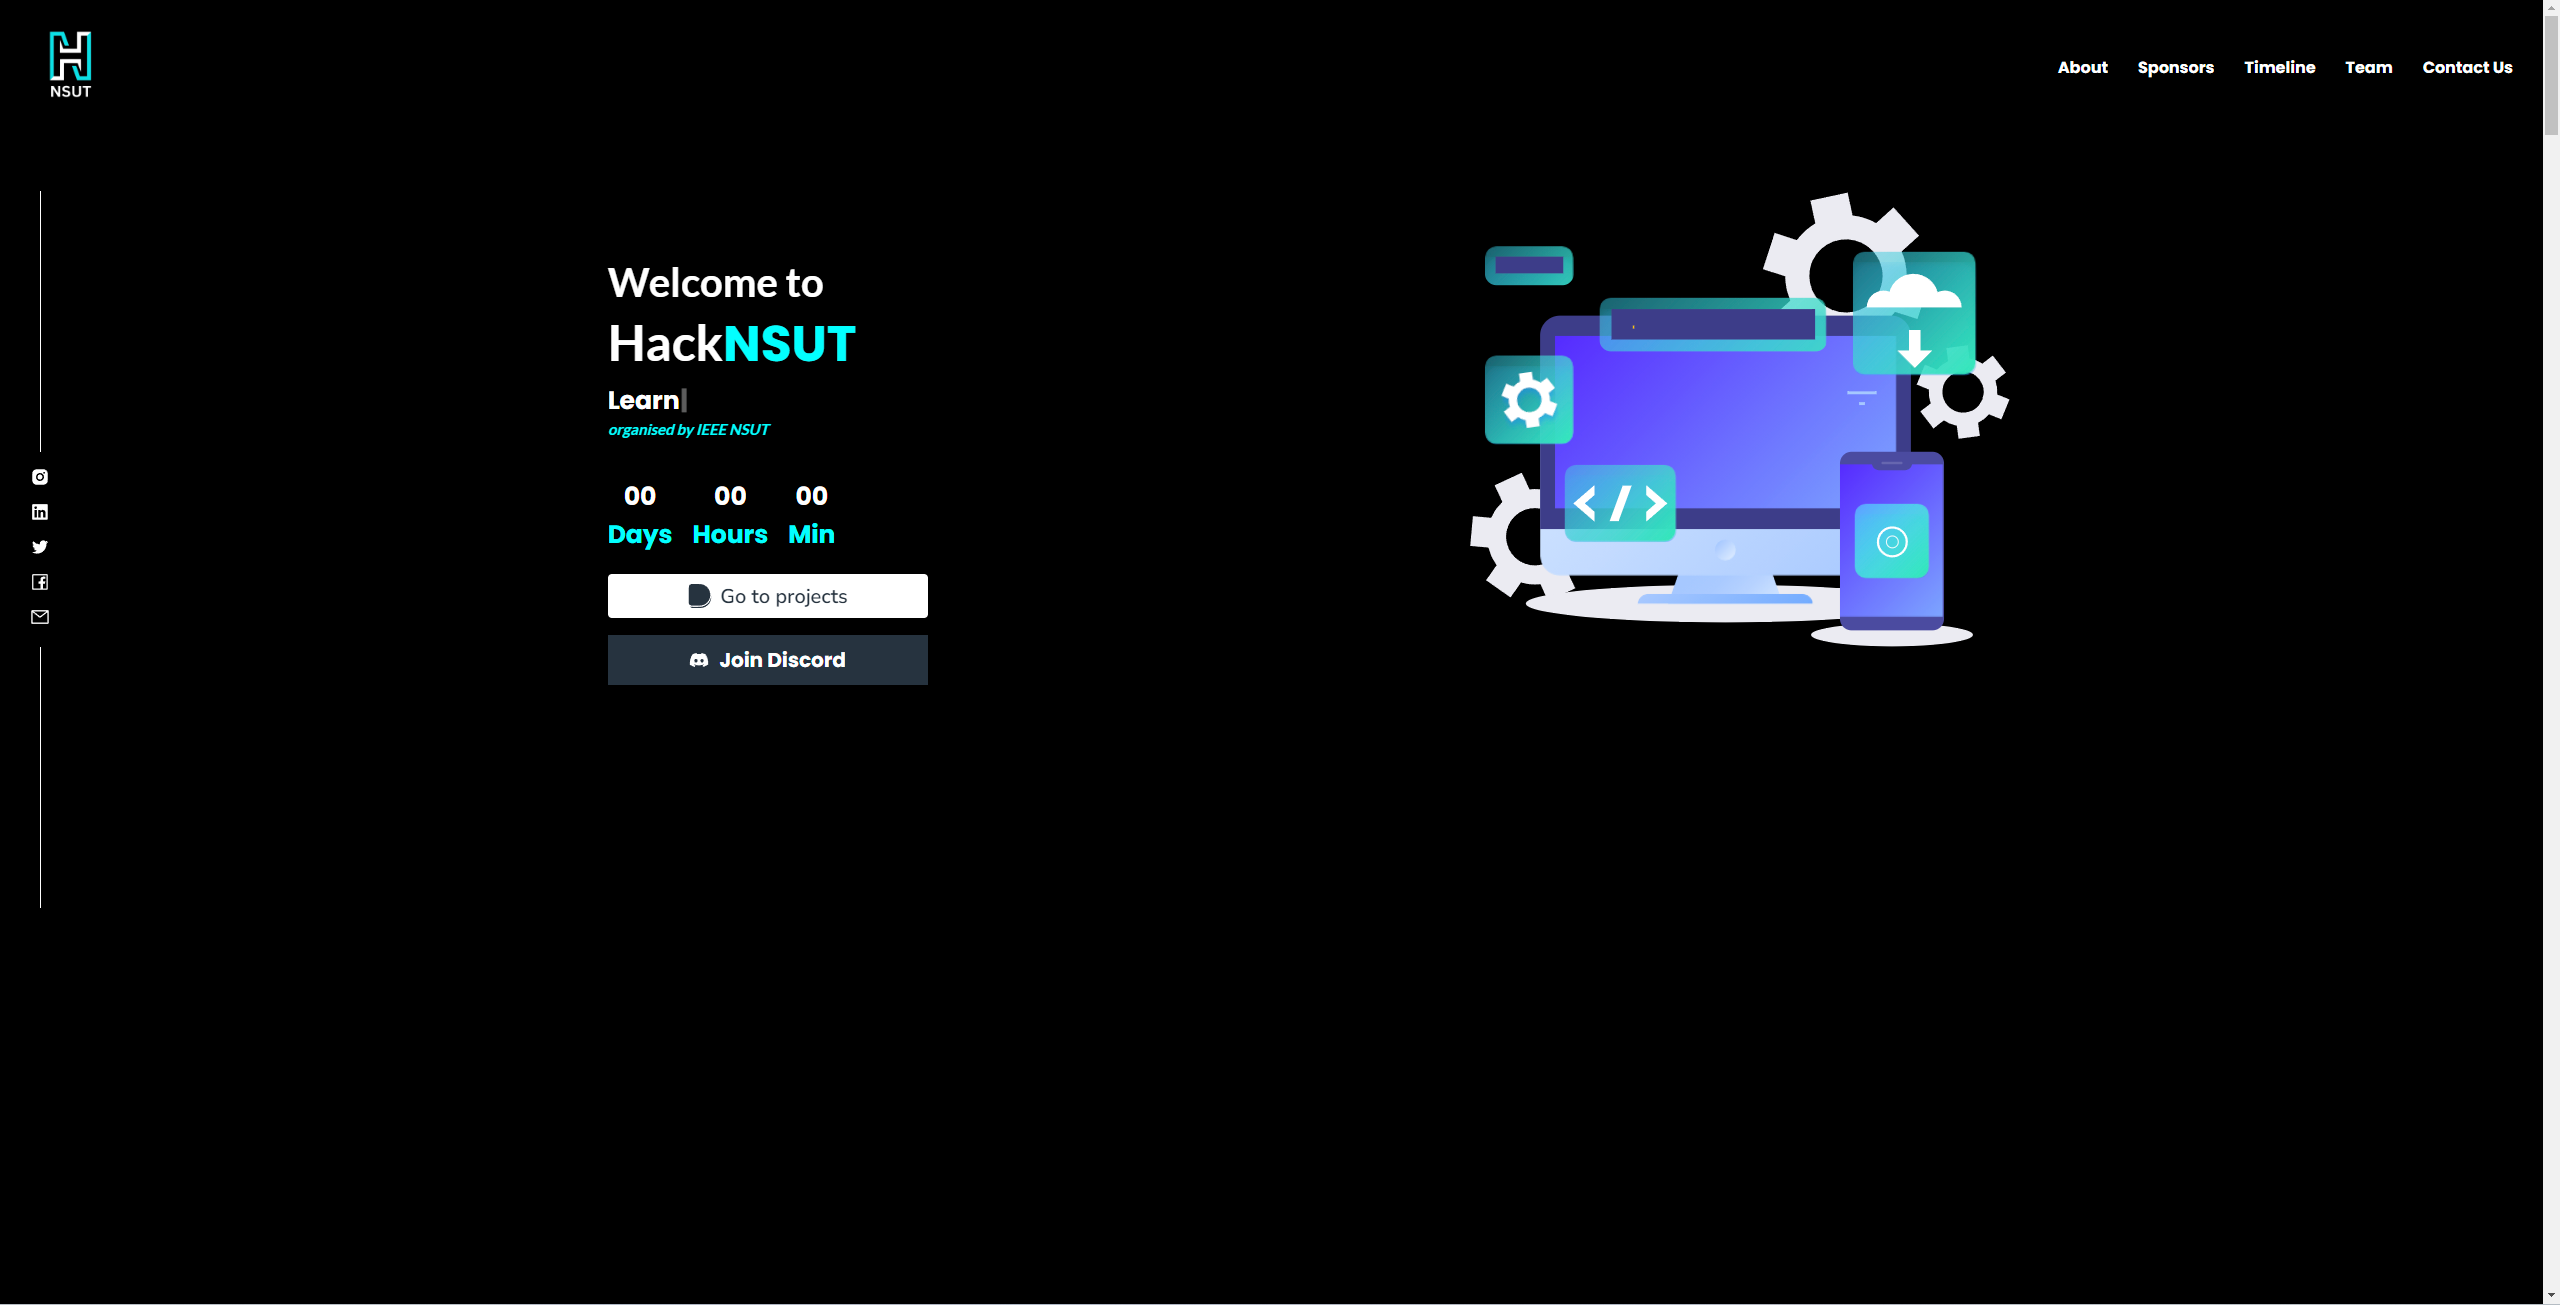 NSUT
About Sponsors Timeline Team Contact Us
Welcome to
HackNSUT
Learn
organised by IEEE NSUT
00 00 00
Days Hours Min
Go to projects
Join Discord